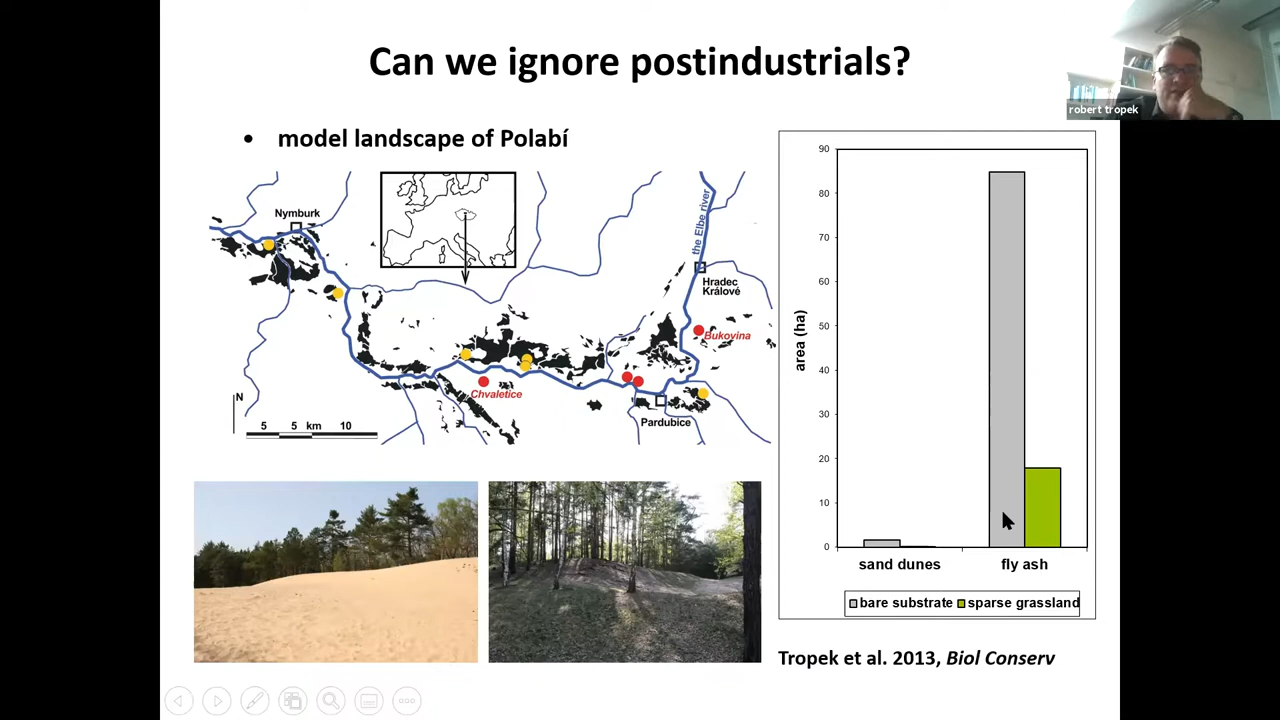 Can we ignore postindustrials?
robert tropek
• model landscape of Polabí
Nymburk
the Elbe river
Hradec
Králové
Bukovina
Chvaletice
Pardubice
N
5 5 km 10
90
80
70
60
50
40
30
20
10
0
area (ha)
sand dunes fly ash
bare substrate sparse grassland
Tropek et al. 2013, Biol Conserv